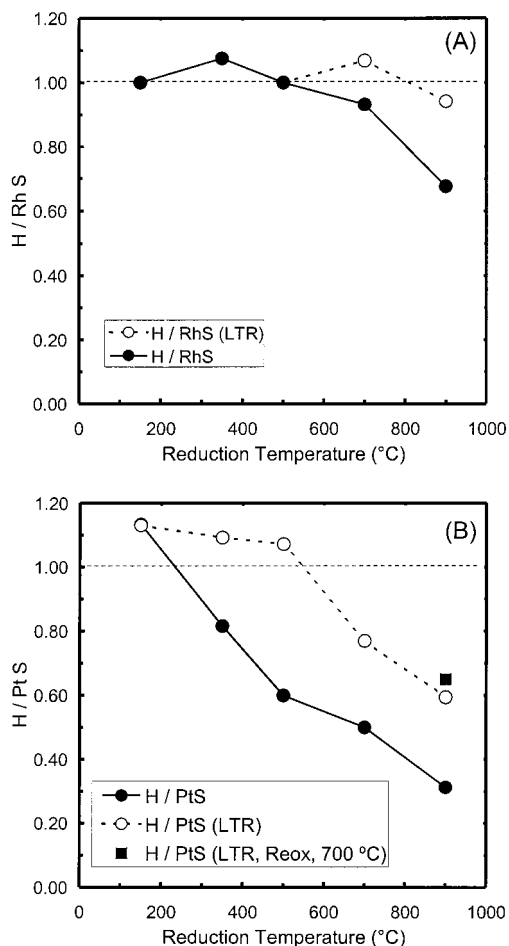 (A)
1.20
1.00
0.80
0.60
0.40
0.20
0.00
H / Rh S
H / RhS (LTR)
H / RhS
0 200 400 600 800 1000
Reduction Temperature (°C)
(B)
1.20
1.00
0.80
0.60
0.40
0.20
0.00
H / Pt S
H / PtS
H / PtS (LTR)
H / PtS (LTR, Reox, 700 ºC)
0 200 400 600 800 1000
Reduction Temperature (°C)